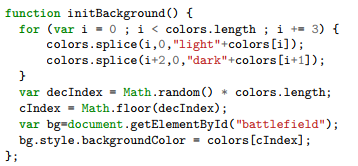 function initBackground() {
  for (var i = 0 ; i < colors.length ; i += 3) {
      colors.splice(i,0,"light"+colors[i]);
      colors.splice(i+2,0,"dark"+colors[i+1]);
  }
  var decIndex = Math.random() * colors.length;
  cIndex = Math.floor(decIndex);
  var bg=document.getElementById("battlefield");
  bg.style.backgroundColor = colors[cIndex];
};